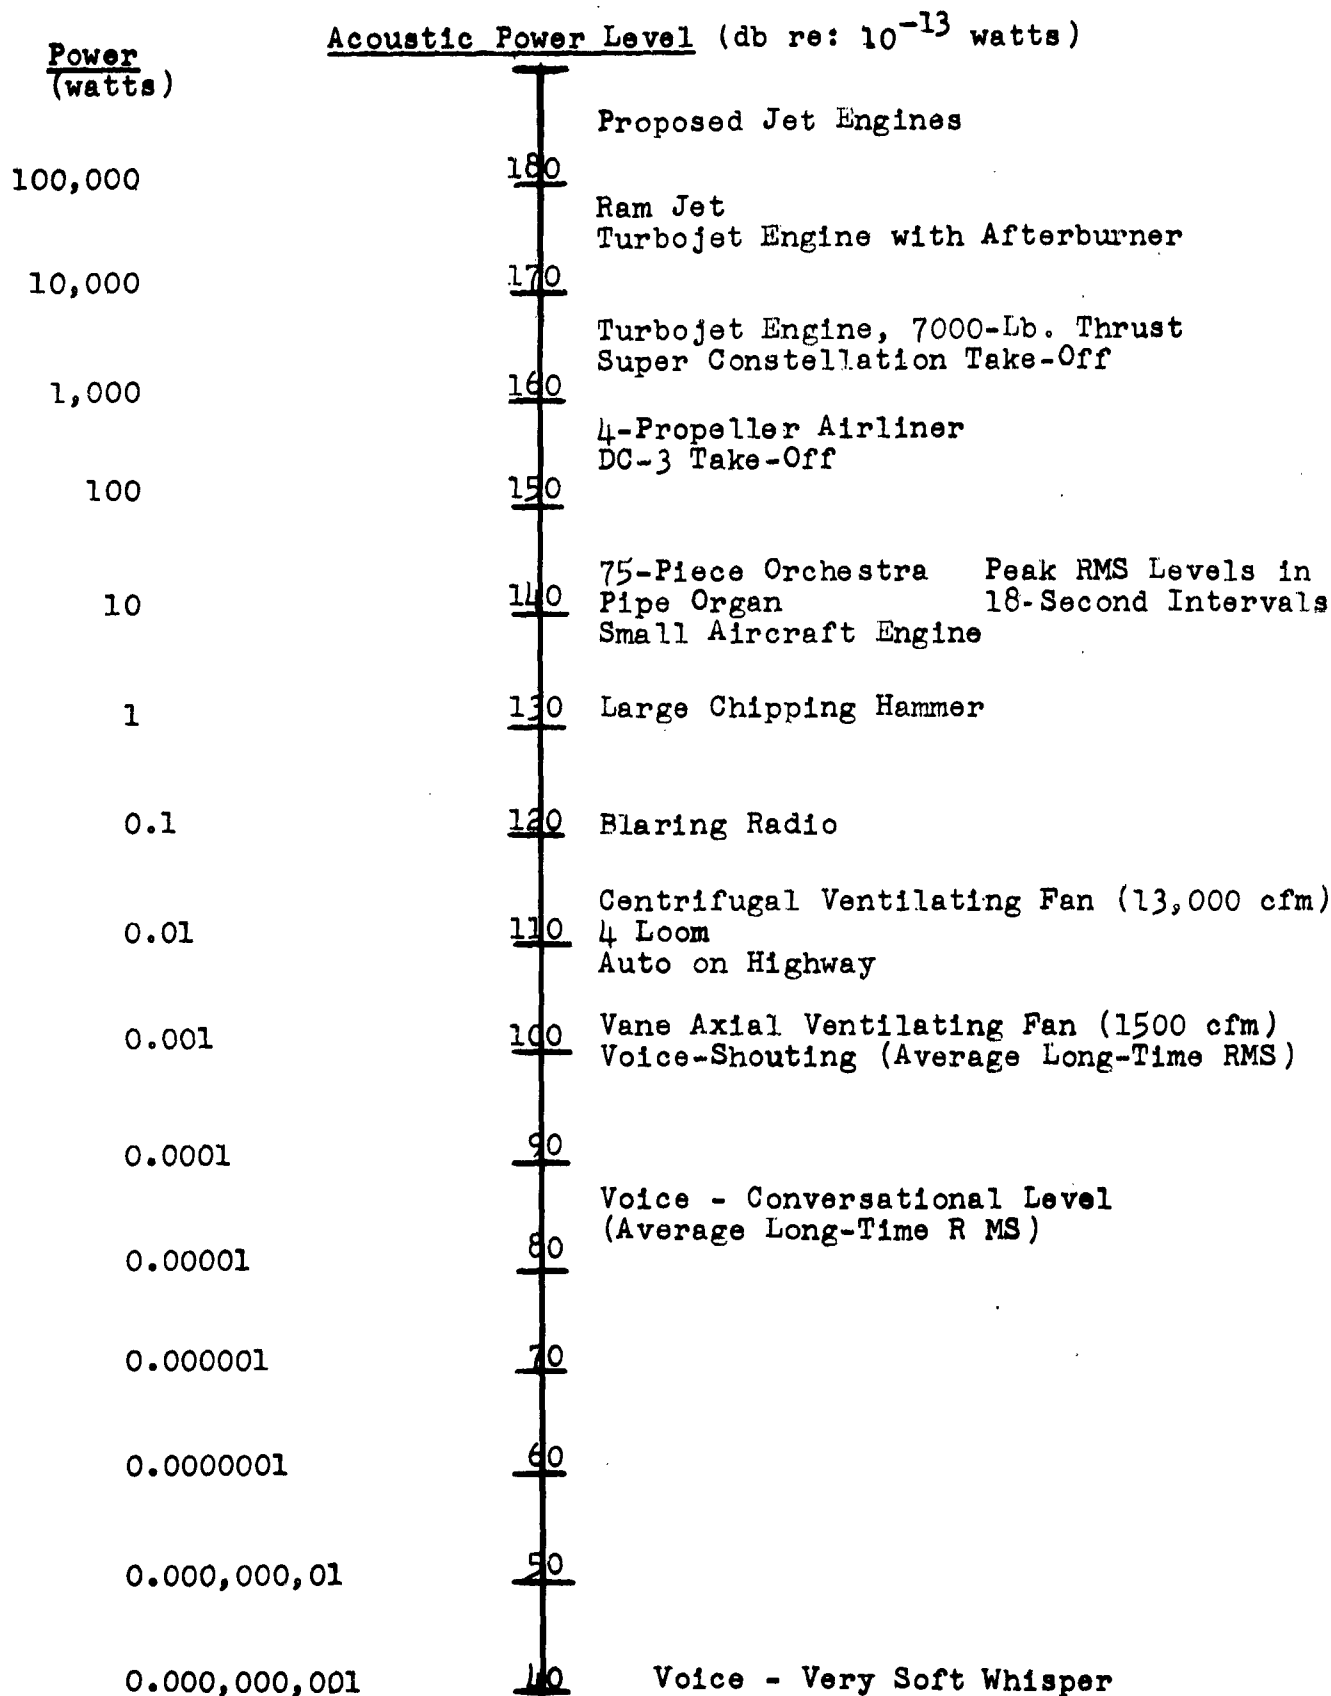 Acoustic Power Level (db re: 10⁻¹³ watts)
Power
(watts)
Proposed Jet Engines
100,000 180
Ram Jet
Turbojet Engine with Afterburner
10,000 170
Turbojet Engine, 7000-Lb. Thrust
Super Constellation Take-Off
1,000 160
4-Propeller Airliner
DC-3 Take-Off
100 150
75-Piece Orchestra Peak RMS Levels in
10 140 Pipe Organ 18-Second Intervals
Small Aircraft Engine
1 130 Large Chipping Hammer
0.1 120 Blaring Radio
Centrifugal Ventilating Fan (13,000 cfm)
0.01 110 4 Loom
Auto on Highway
0.001 100 Vane Axial Ventilating Fan (1500 cfm)
Voice-Shouting (Average Long-Time RMS)
0.0001 90
Voice - Conversational Level
(Average Long-Time R MS)
0.00001 80
0.000001 70
0.0000001 60
0.000,000,01 50
0.000,000,001 40 Voice - Very Soft Whisper